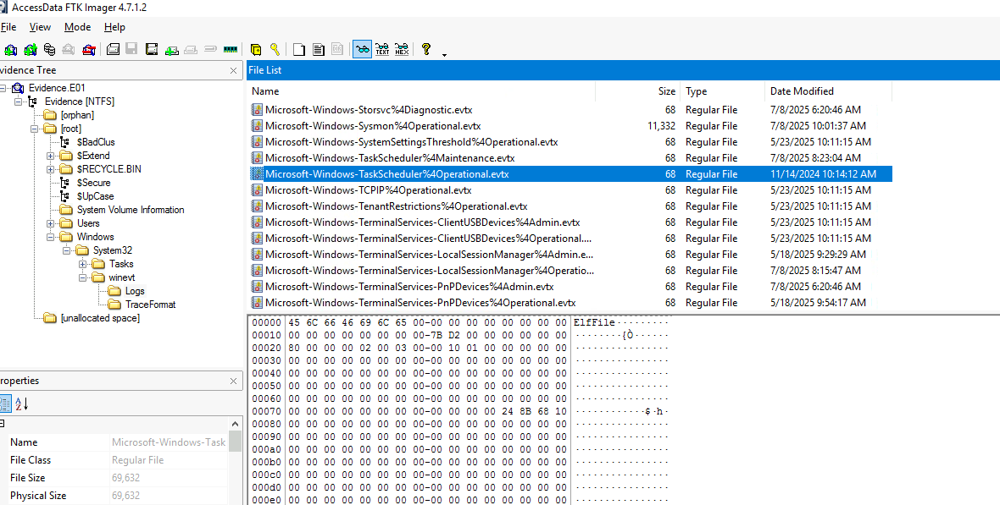 AccessData FTK Imager 4.7.1.2
File View Mode Help
TEXT HEX
vidence Tree
Evidence.E01
Evidence [NTFS]
[orphan]
[root]
$BadClus
$Extend
$RECYCLE.BIN
$Secure
$UpCase
System Volume Information
Users
Windows
System32
Tasks
winevt
Logs
TraceFormat
[unallocated space]
File List
Name Size Type Date Modified
Microsoft-Windows-Storsvc%4Diagnostic.evtx 68 Regular File 7/8/2025 6:20:46 AM
Microsoft-Windows-Sysmon%4Operational.evtx 11,332 Regular File 7/8/2025 10:01:37 AM
Microsoft-Windows-SystemSettingsThreshold%4Operational.evtx 68 Regular File 5/23/2025 10:11:15 AM
Microsoft-Windows-TaskScheduler%4Maintenance.evtx 68 Regular File 7/8/2025 8:23:04 AM
Microsoft-Windows-TaskScheduler%4Operational.evtx 68 Regular File 11/14/2024 10:14:12 AM
Microsoft-Windows-TCPIP%4Operational.evtx 68 Regular File 5/23/2025 10:11:15 AM
Microsoft-Windows-TenantRestrictions%4Operational.evtx 68 Regular File 5/23/2025 10:11:15 AM
Microsoft-Windows-TerminalServices-ClientUSBDevices%4Admin.evtx 68 Regular File 5/23/2025 10:11:15 AM
Microsoft-Windows-TerminalServices-ClientUSBDevices%4Operational.... 68 Regular File 5/23/2025 10:11:15 AM
Microsoft-Windows-TerminalServices-LocalSessionManager%4Admin.e... 68 Regular File 5/18/2025 9:29:29 AM
Microsoft-Windows-TerminalServices-LocalSessionManager%4Operatio... 68 Regular File 7/8/2025 8:15:47 AM
Microsoft-Windows-TerminalServices-PnPDevices%4Admin.evtx 68 Regular File 7/8/2025 6:20:46 AM
Microsoft-Windows-TerminalServices-PnPDevices%4Operational.evtx 68 Regular File 5/18/2025 9:54:17 AM
00000 45 6C 66 46 69 6C 65 00-00 00 00 00 00 00 00 00 ElfFile·········
00010 00 00 00 00 00 00 00 00-7B D2 00 00 00 00 00 00 ········{Ò······
00020 80 00 00 00 02 00 03 00-00 10 01 00 00 00 00 00 ················
00030 00 00 00 00 00 00 00 00-00 00 00 00 00 00 00 00 ················
00040 00 00 00 00 00 00 00 00-00 00 00 00 00 00 00 00 ················
00050 00 00 00 00 00 00 00 00-00 00 00 00 00 00 00 00 ················
00060 00 00 00 00 00 00 00 00-00 00 00 00 00 00 00 00 ················
00070 00 00 00 00 00 00 00 00-00 00 00 00 24 8B 68 10 ············$·h·
00080 00 00 00 00 00 00 00 00-00 00 00 00 00 00 00 00 ················
00090 00 00 00 00 00 00 00 00-00 00 00 00 00 00 00 00 ················
000a0 00 00 00 00 00 00 00 00-00 00 00 00 00 00 00 00 ················
000b0 00 00 00 00 00 00 00 00-00 00 00 00 00 00 00 00 ················
000c0 00 00 00 00 00 00 00 00-00 00 00 00 00 00 00 00 ················
000d0 00 00 00 00 00 00 00 00-00 00 00 00 00 00 00 00 ················
000e0 00 00 00 00 00 00 00 00-00 00 00 00 00 00 00 00 ················
roperties
Name Microsoft-Windows-Task
File Class Regular File
File Size 69,632
Physical Size 69,632